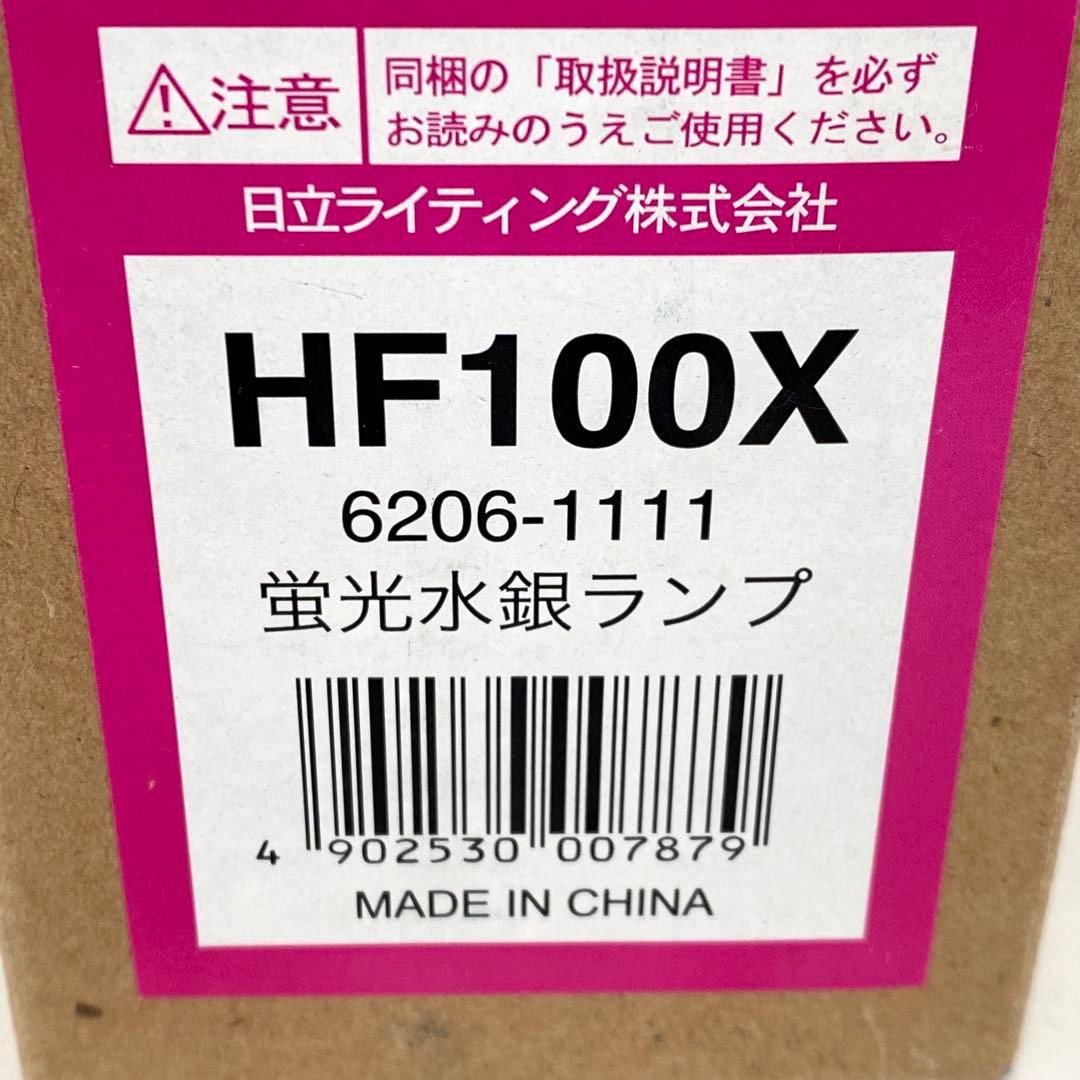 注意
同梱の「取扱説明書」を必ず
お読みのうえご使用ください。
日立ライティング株式会社
HF100X
6206-1111
蛍光水銀ランプ
4 902530 007879
MADE IN CHINA